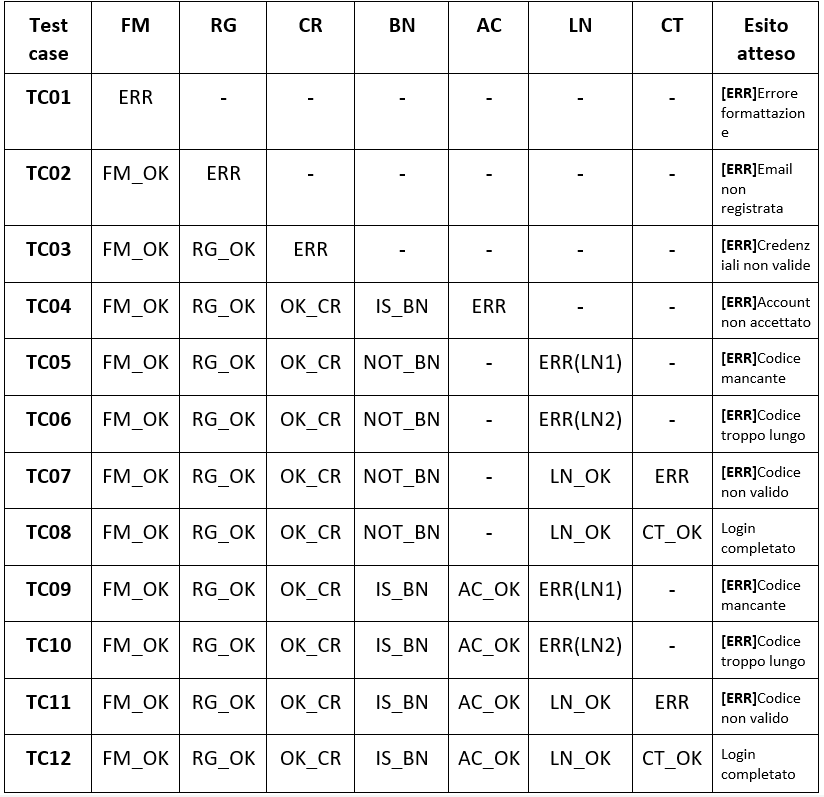 Test case FM RG CR BN AC LN CT Esito atteso
TC01 ERR - - - - - - [ERR]Errore formattazione
TC02 FM_OK ERR - - - - - [ERR]Email non registrata
TC03 FM_OK RG_OK ERR - - - - [ERR]Credenziali non valide
TC04 FM_OK RG_OK OK_CR IS_BN ERR - - [ERR]Account non accettato
TC05 FM_OK RG_OK OK_CR NOT_BN - ERR(LN1) - [ERR]Codice mancante
TC06 FM_OK RG_OK OK_CR NOT_BN - ERR(LN2) - [ERR]Codice troppo lungo
TC07 FM_OK RG_OK OK_CR NOT_BN - LN_OK ERR [ERR]Codice non valido
TC08 FM_OK RG_OK OK_CR NOT_BN - LN_OK CT_OK Login completato
TC09 FM_OK RG_OK OK_CR IS_BN AC_OK ERR(LN1) - [ERR]Codice mancante
TC10 FM_OK RG_OK OK_CR IS_BN AC_OK ERR(LN2) - [ERR]Codice troppo lungo
TC11 FM_OK RG_OK OK_CR IS_BN AC_OK LN_OK ERR [ERR]Codice non valido
TC12 FM_OK RG_OK OK_CR IS_BN AC_OK LN_OK CT_OK Login completato